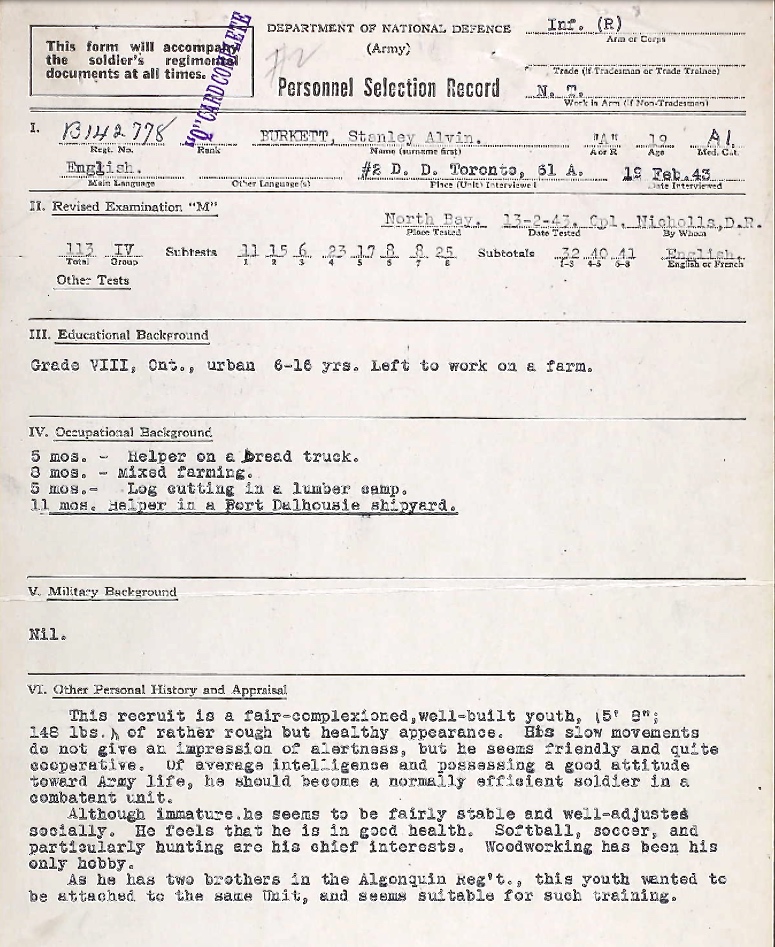 This form will accompany
the soldier's regimental
documents at all times.
"Q" CARD COMPLETE
#2
DEPARTMENT OF NATIONAL DEFENCE
(Army)
Personnel Selection Record
Inf. (R)
Arm or Corps
Trade (if Tradesman or Trade Trainee)
N. T.
Work in Arm (if Non-Tradesman)
I. B142778 BURKETT, Stanley Alvin. "A" 19 A1
Regt. No. Rank Name (surname first) A or R Age Med. Cat.
English. #2 D. D. Toronto, 31 A. 19 Feb.43
Main Language Other Language(s) Place (Unit) Interviewed Date Interviewed
II. Revised Examination "M"
North Bay. 13-2-43. Cpl. Nicholls,D.R.
Place Tested Date Tested By Whom
113 IV Subtests 11 15 6 23 17 8 8 25 Subtotals 32 40 41 English.
Total Group 1 2 3 4 5 6 7 8 1-3 4-5 6-8 English or French
Other Tests
III. Educational Background
Grade VIII, Ont., urban 6-16 yrs. Left to work on a farm.
IV. Occupational Background
5 mos. - Helper on a bread truck.
8 mos. - Mixed farming.
5 mos.- Log cutting in a lumber camp.
11 mos. Helper in a Port Dalhousie shipyard.
V. Military Background
Nil.
VI. Other Personal History and Appraisal
This recruit is a fair-complexioned,well-built youth, (5' 8";
148 lbs.) of rather rough but healthy appearance. His slow movements
do not give an impression of alertness, but he seems friendly and quite
cooperative. Of average intelligence and possessing a good attitude
toward Army life, he should become a normally efficient soldier in a
combatent unit.
Although immature.he seems to be fairly stable and well-adjusted
socially. He feels that he is in good health. Softball, soccer, and
particularly hunting are his chief interests. Woodworking has been his
only hobby.
As he has two brothers in the Algonquin Reg't., this youth wanted to
be attached to the same Unit, and seems suitable for such training.